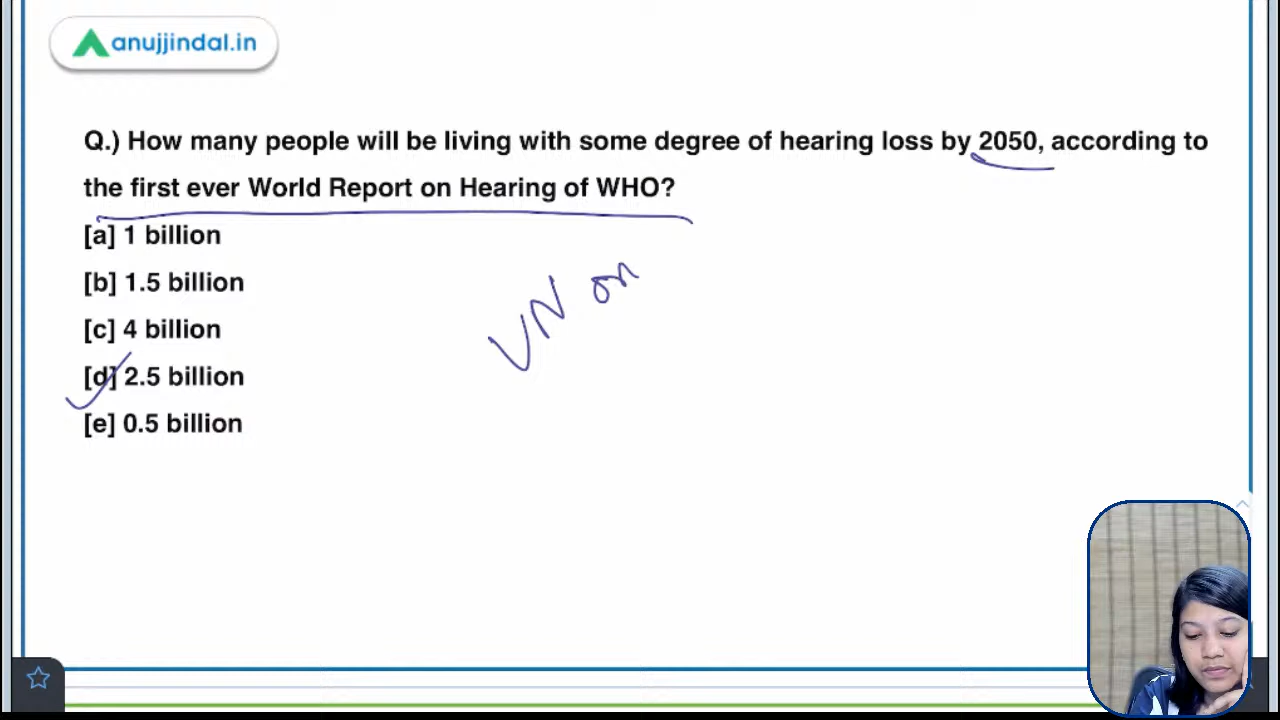 anujjindal.in
Q.) How many people will be living with some degree of hearing loss by 2050, according to
the first ever World Report on Hearing of WHO?
[a] 1 billion
[b] 1.5 billion
[c] 4 billion
[d] 2.5 billion
[e] 0.5 billion
UN on